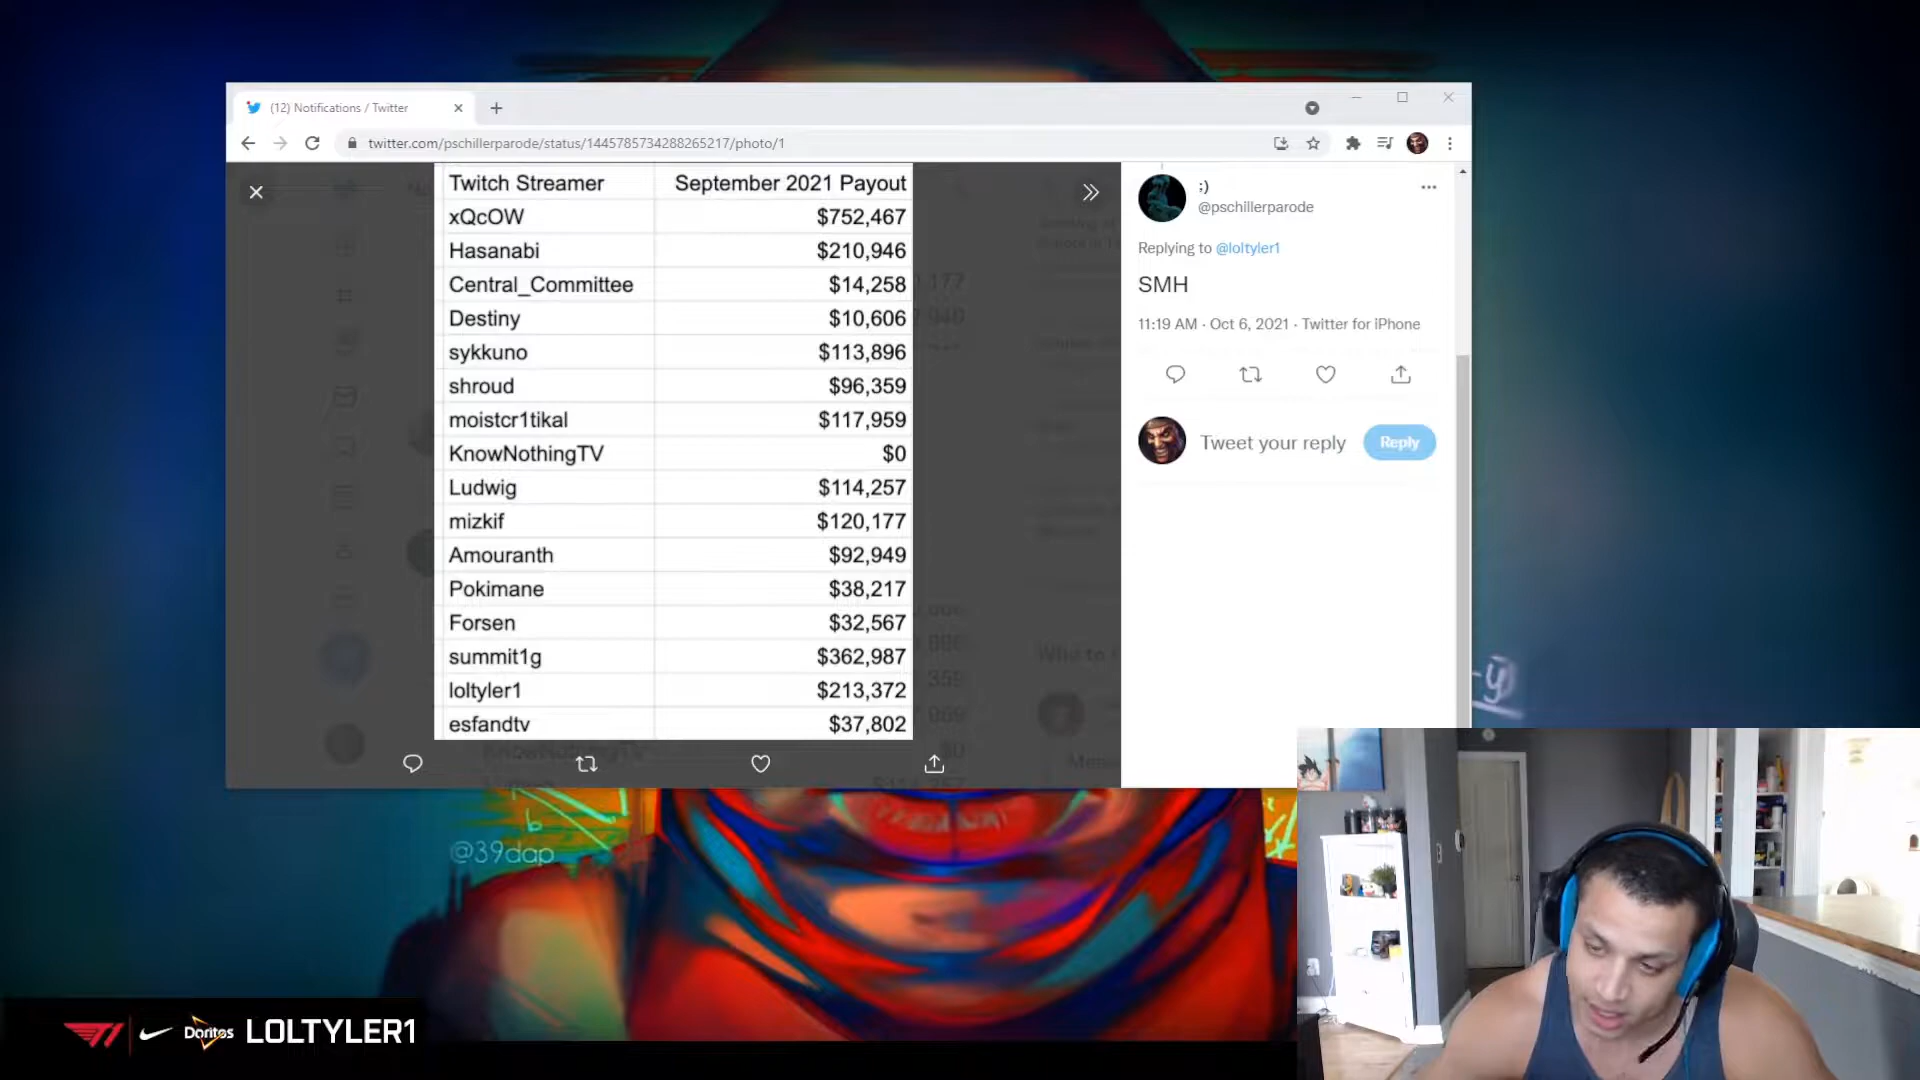 (12) Notifications / Twitter
twitter.com/pschillerparode/status/1445785734288265217/photo/1
Twitch Streamer September 2021 Payout
xQcOW $752,467
Hasanabi $210,946
Central_Committee $14,258
Destiny $10,606
sykkuno $113,896
shroud $96,359
moistcr1tikal $117,959
KnowNothingTV $0
Ludwig $114,257
mizkif $120,177
Amouranth $92,949
Pokimane $38,217
Forsen $32,567
summit1g $362,987
loltyler1 $213,372
esfandtv $37,802
;)
@pschillerparode
Replying to @loltyler1
SMH
11:19 AM · Oct 6, 2021 · Twitter for iPhone
Tweet your reply
Reply
@39dap
T1
Doritos
LOLTYLER1